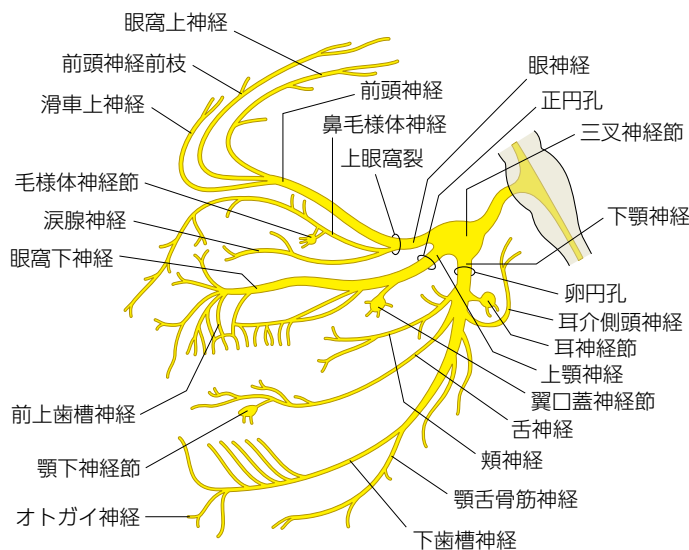 眼窩上神経
前頭神経前枝
滑車上神経
前頭神経
鼻毛様体神経
上眼窩裂
眼神経
正円孔
三叉神経節
毛様体神経節
涙腺神経
眼窩下神経
下顎神経
卵円孔
耳介側頭神経
耳神経節
上顎神経
翼口蓋神経節
舌神経
前上歯槽神経
頬神経
顎下神経節
顎舌骨筋神経
オトガイ神経
下歯槽神経